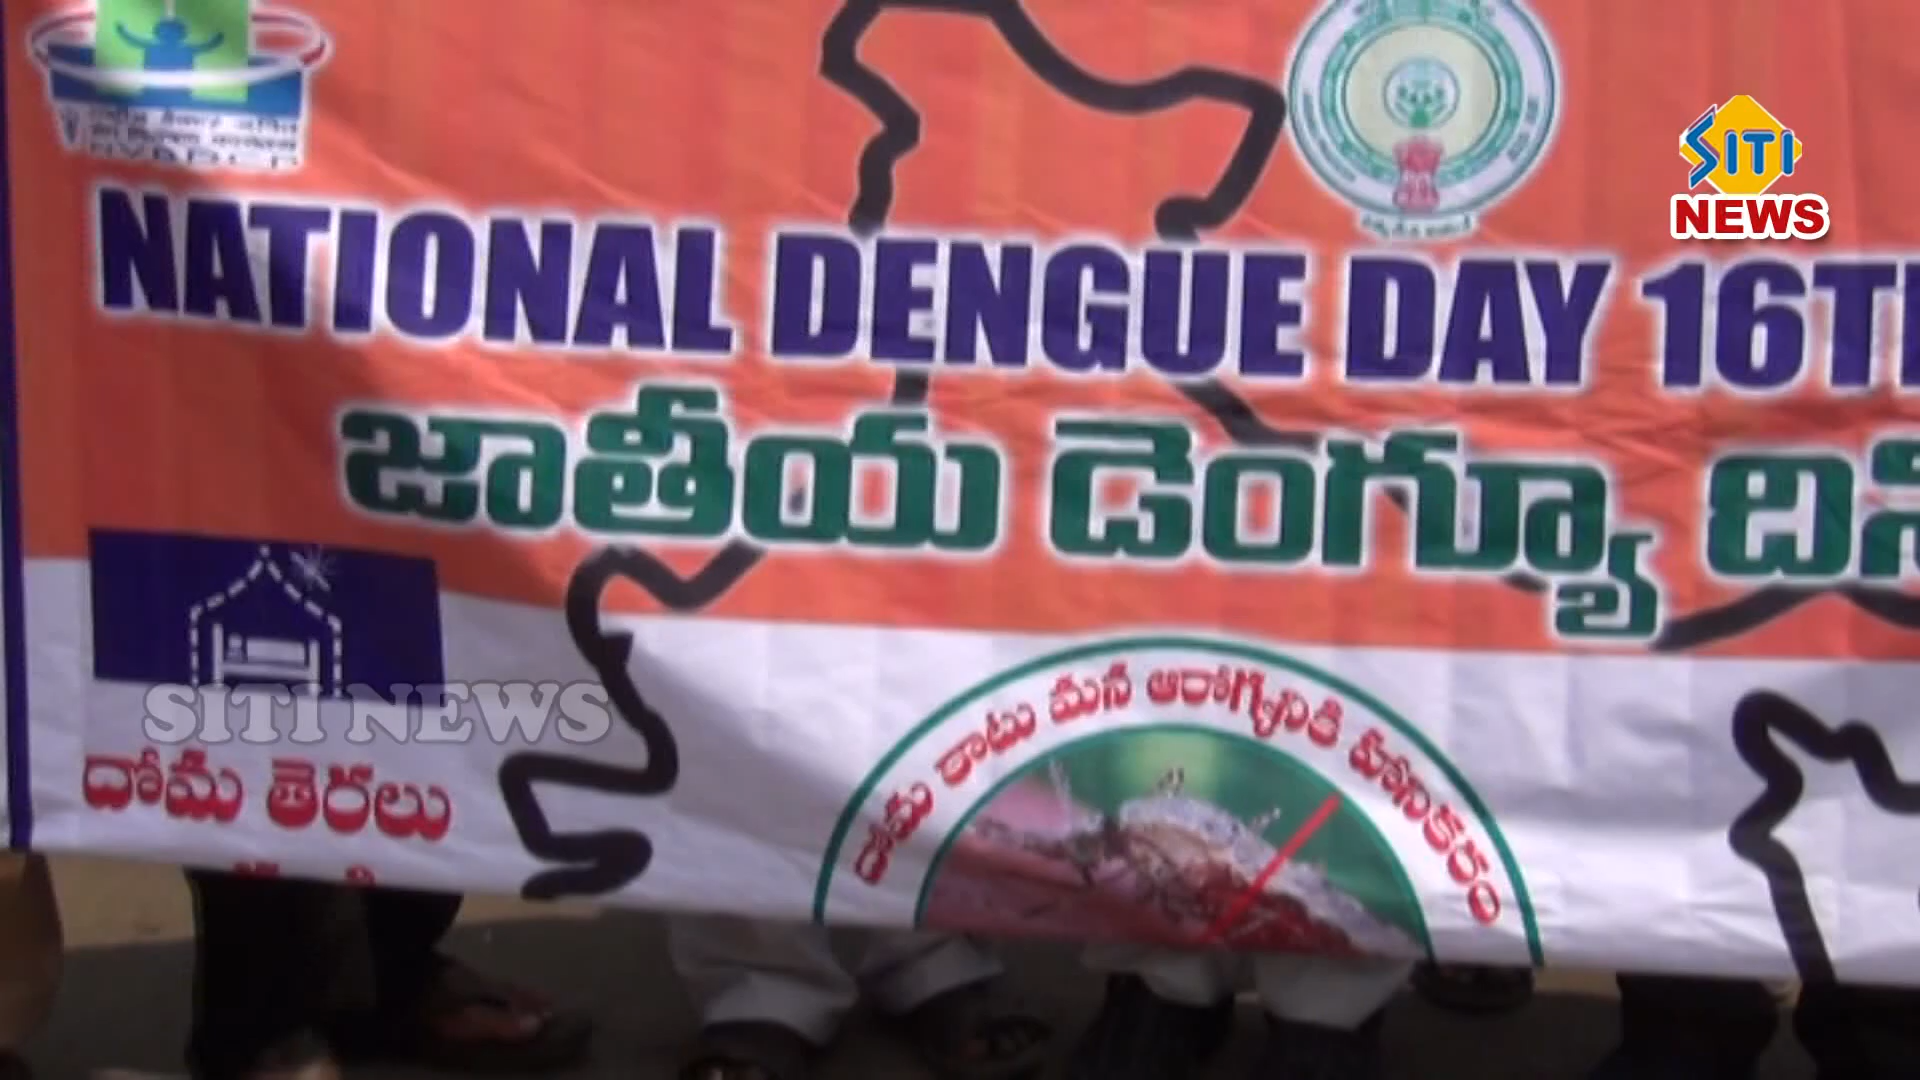 SITI
NEWS
NATIONAL DENGUE DAY 16T
జాతీయ డెంగ్యూ
SITI NEWS
దోమ తెరలు
దోమ కాటు మన ఆరోగ్యానికి హానికరం